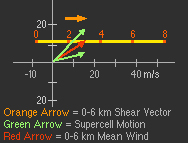 20
0 2 4 6 8
-10 20 40 m/s
-20
Orange Arrow = 0-6 km Shear Vector
Green Arrow = Supercell Motion
Red Arrow = 0-6 km Mean Wind